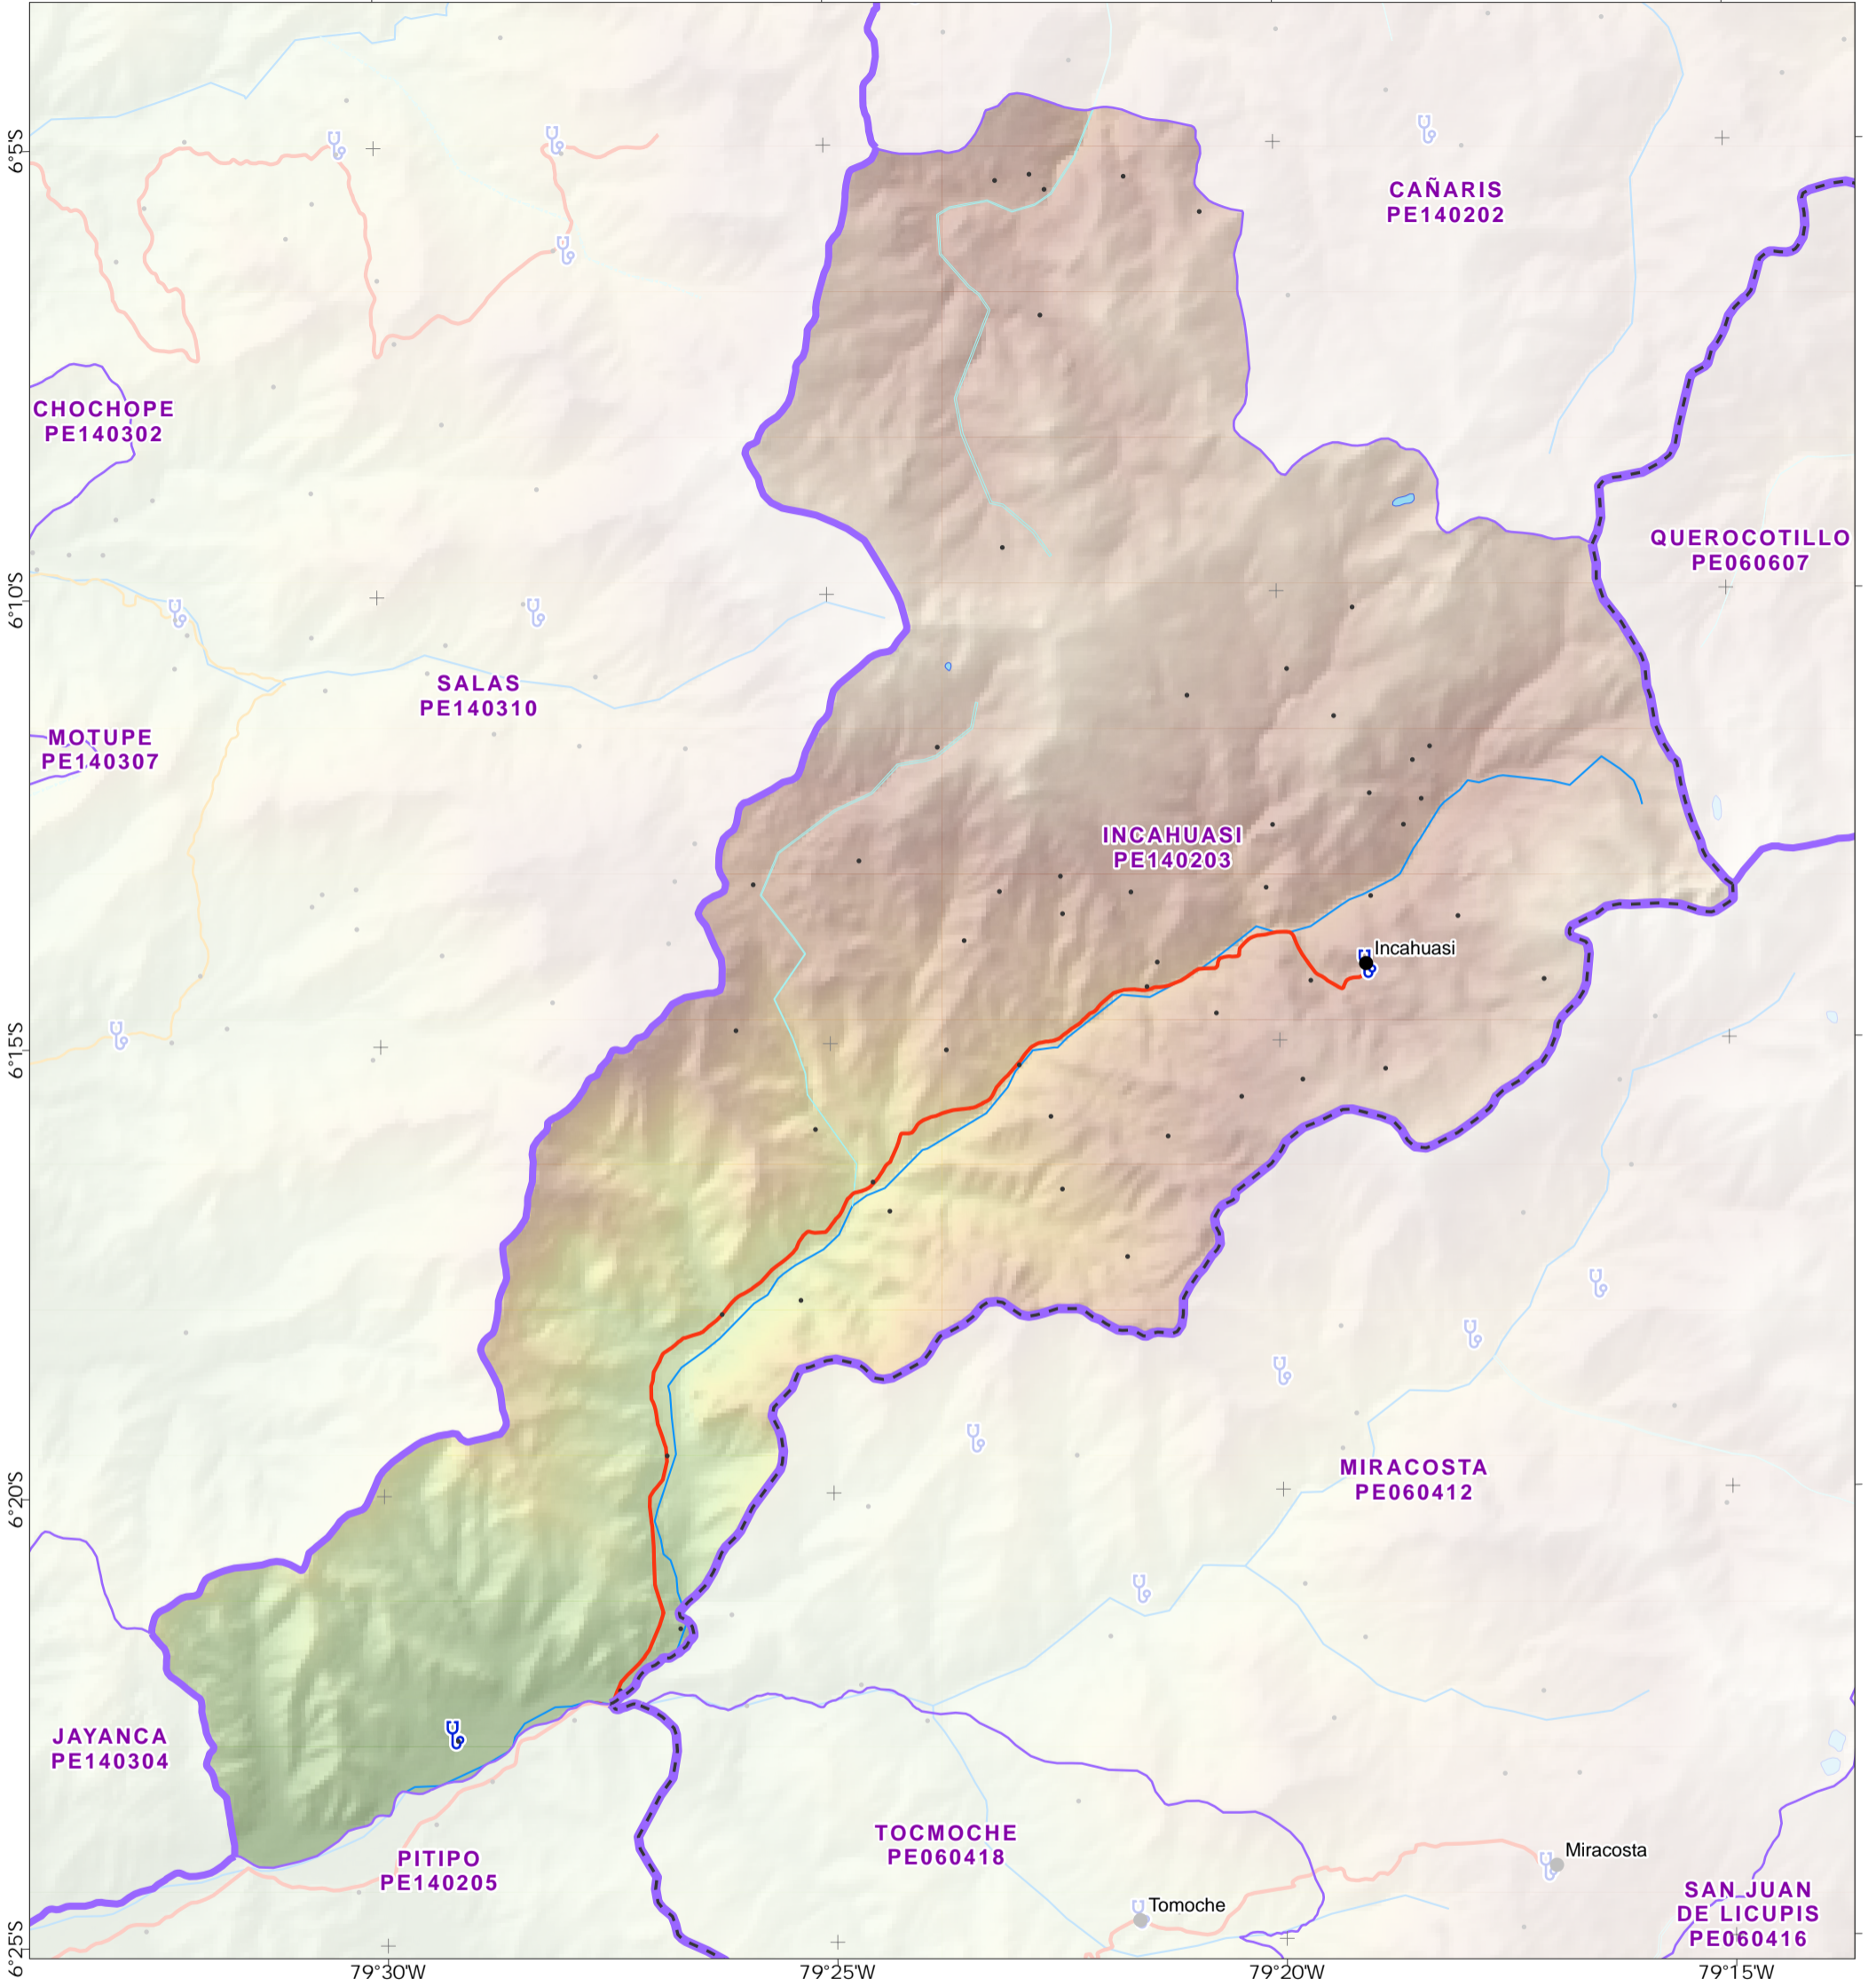 6°5'S
CAÑARIS
PE140202
CHOCHOPE
PE140302
QUEROCOTILLO
PE060607
6°10'S
SALAS
PE140310
MOTUPE
PE140307
INCAHUASI
PE140203
Incahuasi
6°15'S
MIRACOSTA
PE060412
6°20'S
JAYANCA
PE140304
TOCMOCHE
PE060418
PITIPO
PE140205
Miracosta
Tomoche
SAN JUAN
DE LICUPIS
PE060416
6°25'S
79°30'W
79°25'W
79°20'W
79°15'W